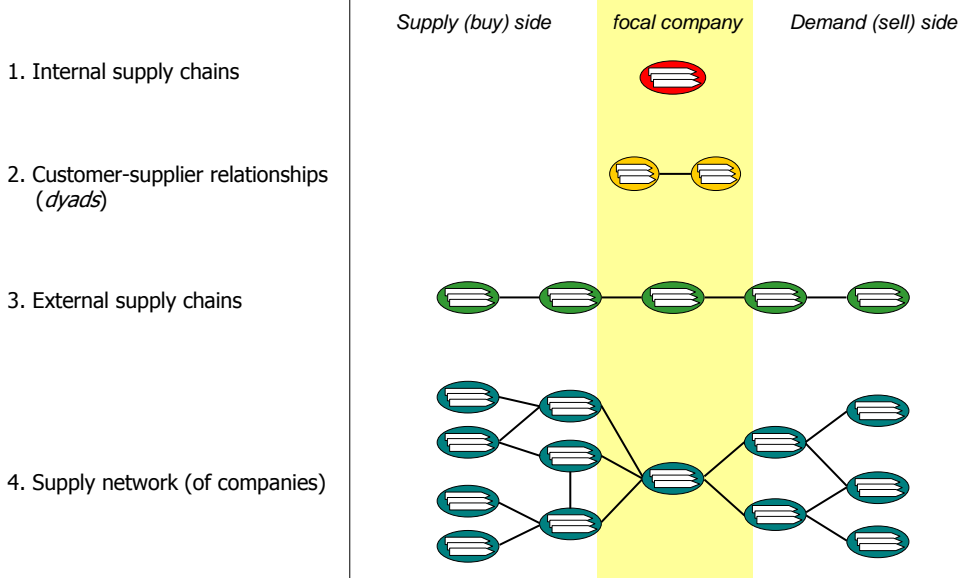 Supply (buy) side focal company Demand (sell) side
1. Internal supply chains
2. Customer-supplier relationships
(dyads)
3. External supply chains
4. Supply network (of companies)